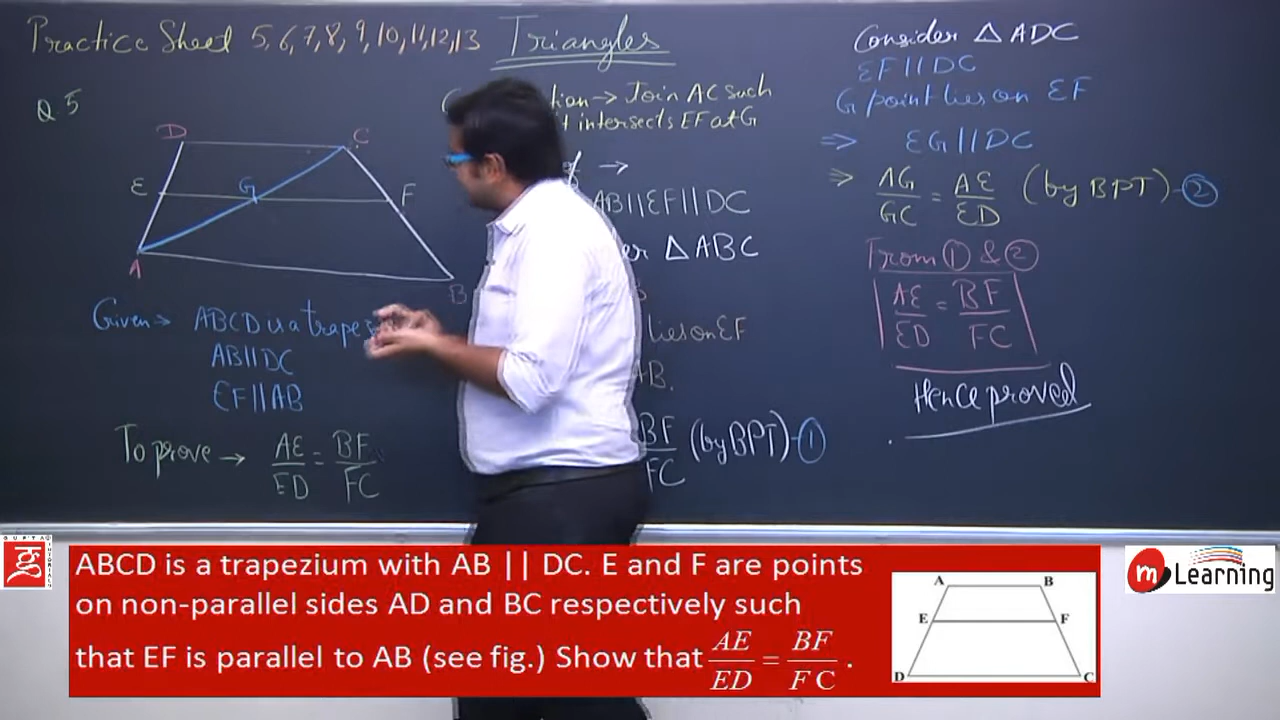 Practice Sheet 5,6,7,8,9,10,11,12,13 Triangles
Q.5
D C
E G F
A B
Given → ABCD is a trape
AB||DC
EF||AB
To prove → AE/ED = BF/FC
tion → Join AC such
it intersects EF at G
→
AB||EF||DC
er △ABC
lies on EF
AB.
BF/FC (by BPT) - ①
Consider △ADC
EF||DC
G point lies on EF
⇒ EG||DC
⇒ AG/GC = AE/ED (by BPT) - ②
From ① & ②
AE/ED = BF/FC
Hence proved
GUPTA TUTORIALS
ABCD is a trapezium with AB || DC. E and F are points
on non-parallel sides AD and BC respectively such
that EF is parallel to AB (see fig.) Show that AE/ED = BF/F C .
A B
E F
D C
m Learning